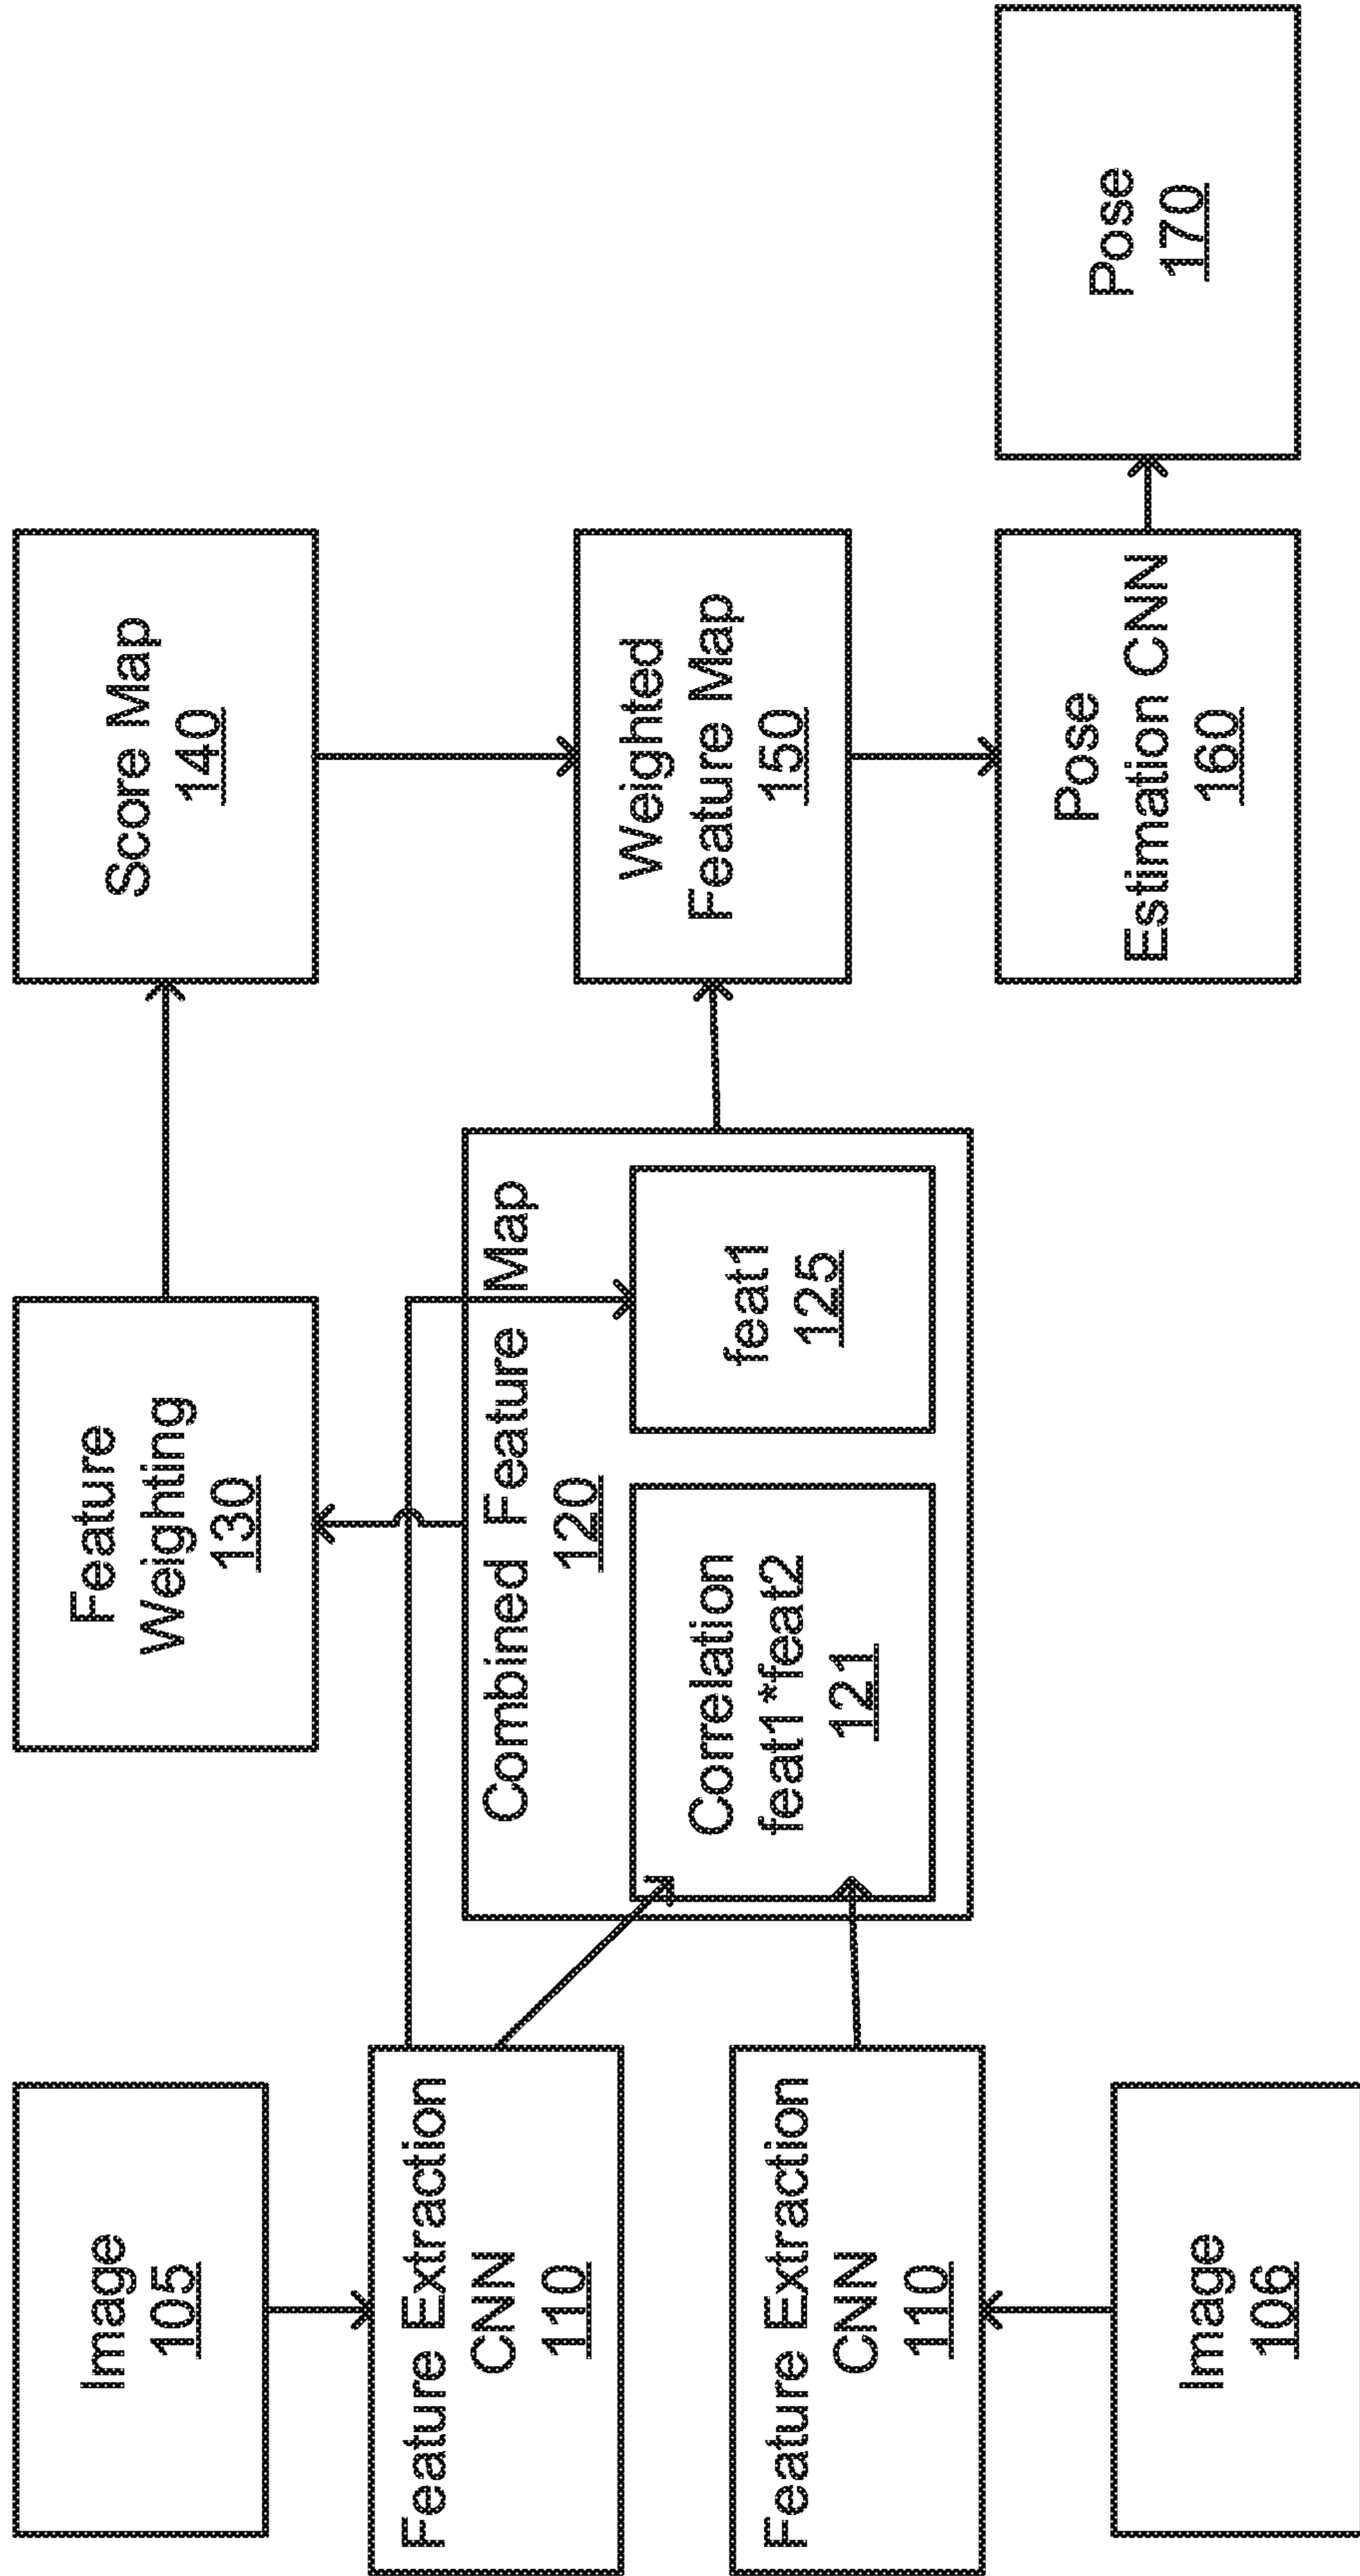 Image
105
Feature Extraction
CNN
110
Feature Extraction
CNN
110
Image
106
Feature
Weighting
130
Combined Feature Map
120
Correlation
feat1*feat2
121
feat1
125
Score Map
140
Weighted
Feature Map
150
Pose
Estimation CNN
160
Pose
170